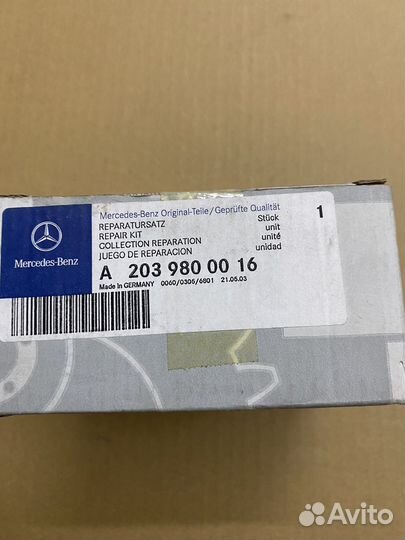 Mercedes-Benz Original-Teile/Geprüfte Qualität
REPARATURSATZ Stück 1
REPAIR KIT unit
COLLECTION REPARATION unité
JUEGO DE REPARACION unidad
Mercedes-Benz
A 203 980 00 16
Made in GERMANY 0060/0306/6801 21.05.03
Avito